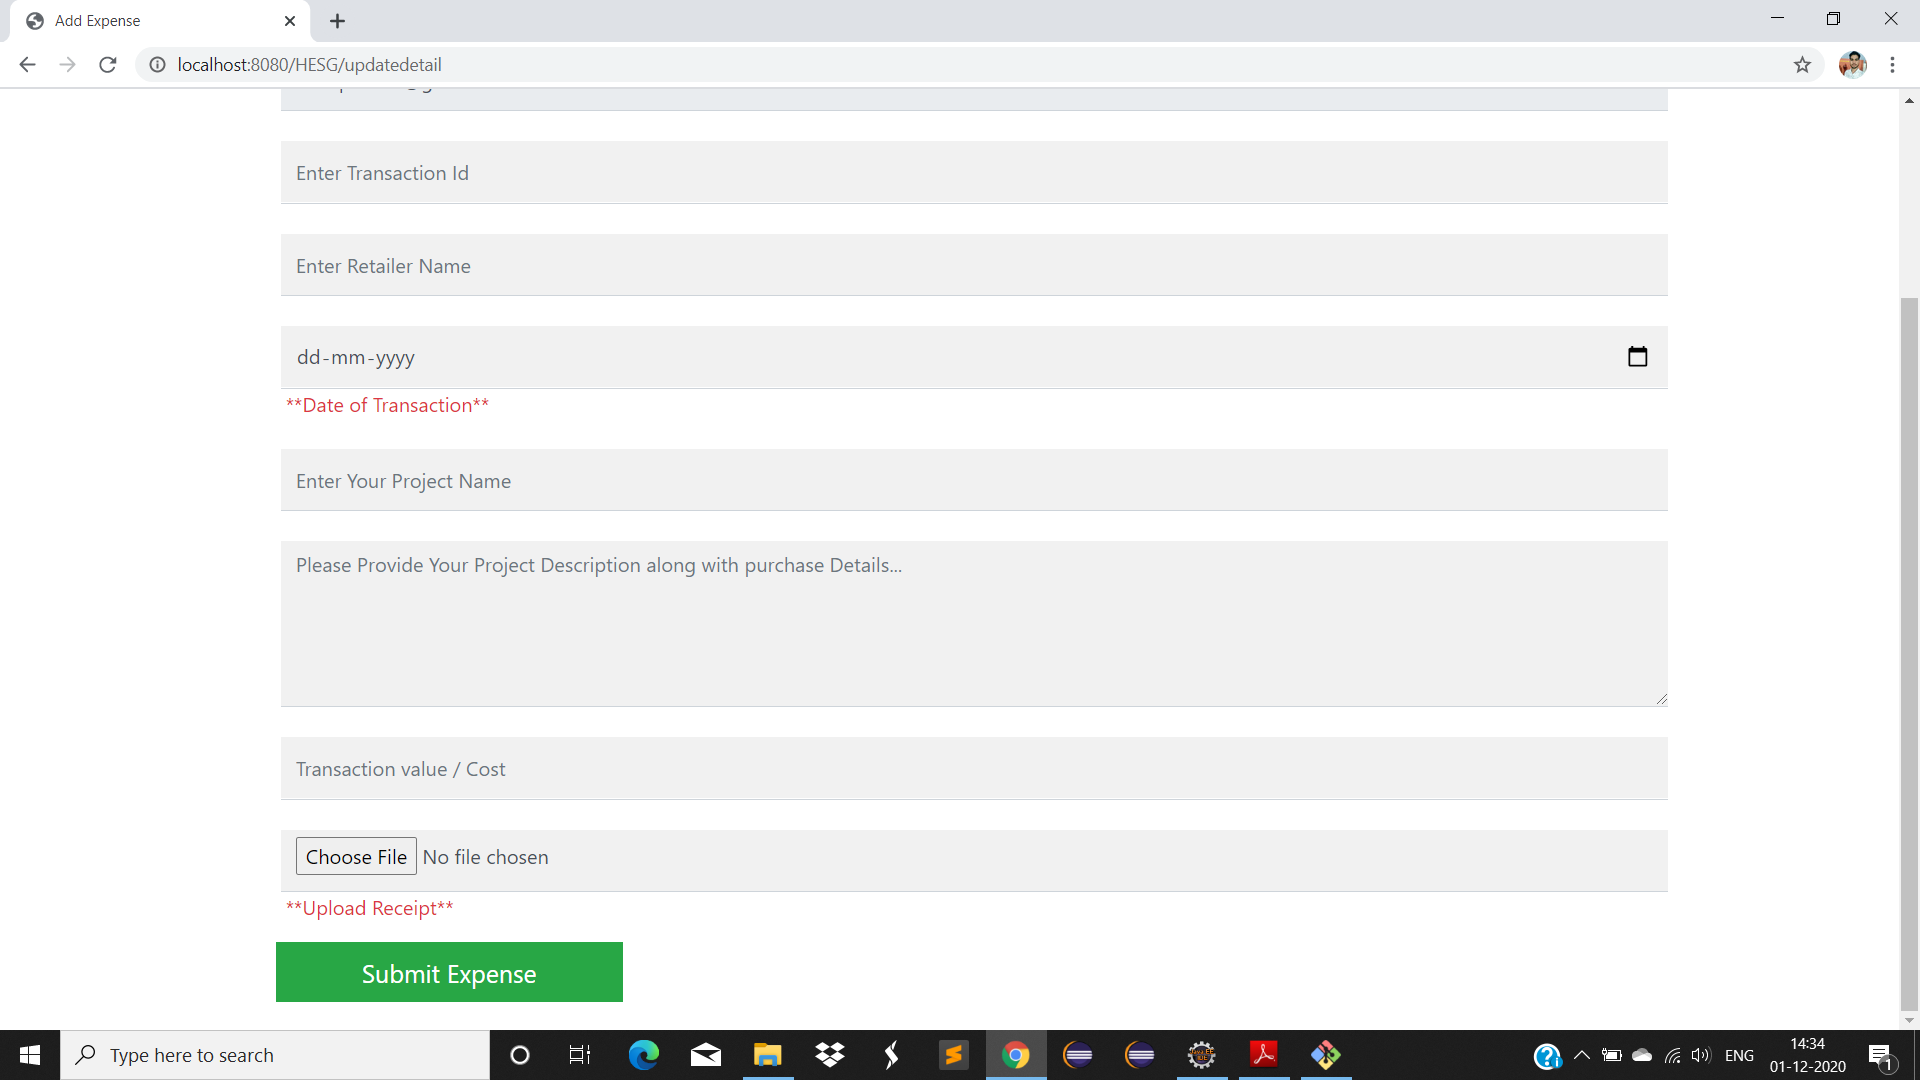 Add Expense
localhost:8080/HESG/updatedetail
Enter Transaction Id
Enter Retailer Name
dd-mm-yyyy
**Date of Transaction**
Enter Your Project Name
Please Provide Your Project Description along with purchase Details...
Transaction value / Cost
Choose File No file chosen
**Upload Receipt**
Submit Expense
Type here to search
ENG
14:34
01-12-2020
1